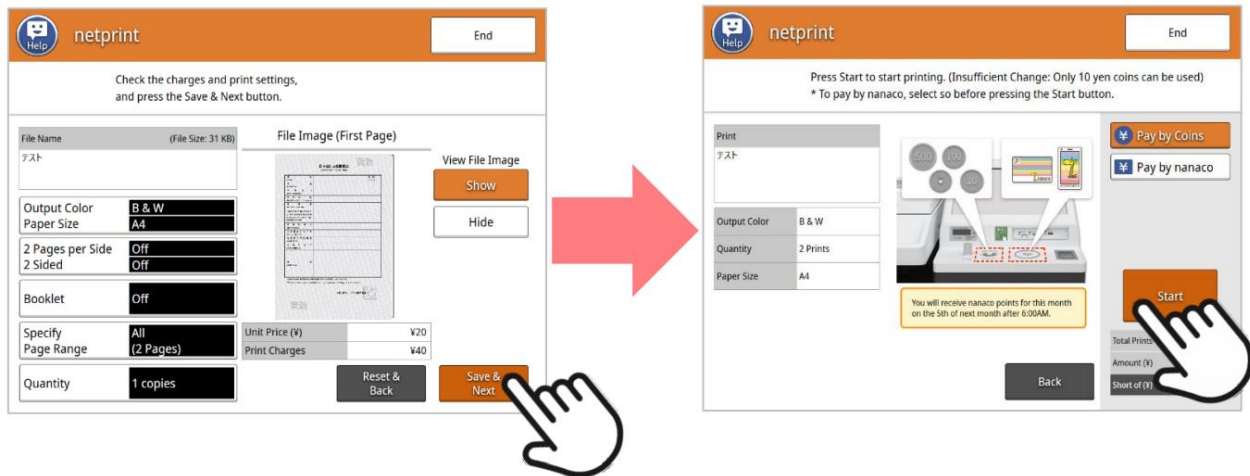 Help
netprint
End
Check the charges and print settings,
and press the Save & Next button.
File Name (File Size: 31 KB)
テスト
Output Color B & W
Paper Size A4
2 Pages per Side Off
2 Sided Off
Booklet Off
Specify All
Page Range (2 Pages)
Quantity 1 copies
File Image (First Page)
View File Image
Show
Hide
Unit Price (¥) ¥20
Print Charges ¥40
Reset &
Back
Save &
Next
Help
netprint
End
Press Start to start printing. (Insufficient Change: Only 10 yen coins can be used)
* To pay by nanaco, select so before pressing the Start button.
Print
テスト
Output Color B & W
Quantity 2 Prints
Paper Size A4
500 100
10
You will receive nanaco points for this month
on the 5th of next month after 6:00AM.
¥ Pay by Coins
¥ Pay by nanaco
Start
Total Prints
Amount (¥)
Short of (¥)
Back